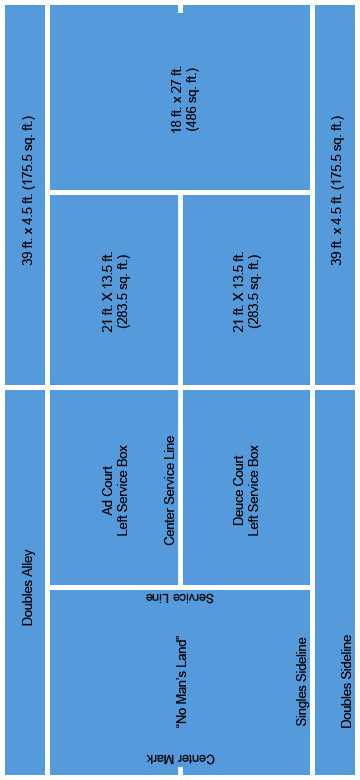 39 ft. x 4.5 ft. (175.5 sq. ft.)
18 ft. x 27 ft.
(486 sq. ft.)
39 ft. x 4.5 ft. (175.5 sq. ft.)
21 ft. X 13.5 ft.
(283.5 sq. ft.)
21 ft. X 13.5 ft.
(283.5 sq. ft.)
Ad Court
Left Service Box
Center Service Line
Deuce Court
Left Service Box
Doubles Alley
Service Line
"No Man's Land"
Singles Sideline
Doubles Sideline
Center Mark